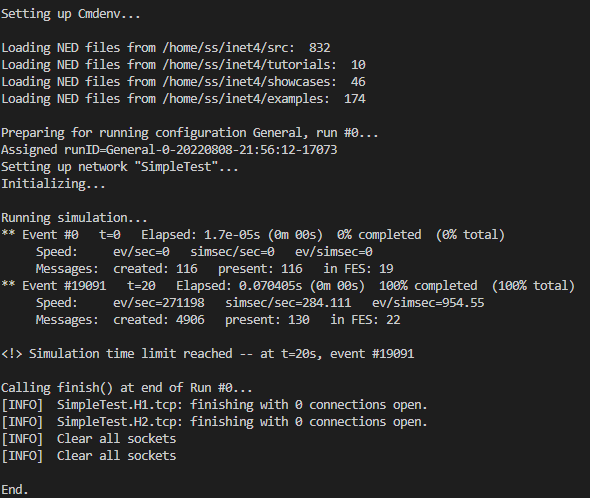 Setting up Cmdenv...
Loading NED files from /home/ss/inet4/src:  832
Loading NED files from /home/ss/inet4/tutorials:  10
Loading NED files from /home/ss/inet4/showcases:  46
Loading NED files from /home/ss/inet4/examples:  174
Preparing for running configuration General, run #0...
Assigned runID=General-0-20220808-21:56:12-17073
Setting up network "SimpleTest"...
Initializing...
Running simulation...
** Event #0   t=0   Elapsed: 1.7e-05s (0m 00s)  0% completed  (0% total)
     Speed:     ev/sec=0   simsec/sec=0   ev/simsec=0
     Messages:  created: 116   present: 116   in FES: 19
** Event #19091   t=20   Elapsed: 0.070405s (0m 00s)  100% completed  (100% total)
     Speed:     ev/sec=271198   simsec/sec=284.111   ev/simsec=954.55
     Messages:  created: 4906   present: 130   in FES: 22
<!> Simulation time limit reached -- at t=20s, event #19091
Calling finish() at end of Run #0...
[INFO]  SimpleTest.H1.tcp: finishing with 0 connections open.
[INFO]  SimpleTest.H2.tcp: finishing with 0 connections open.
[INFO]  Clear all sockets
[INFO]  Clear all sockets
End.